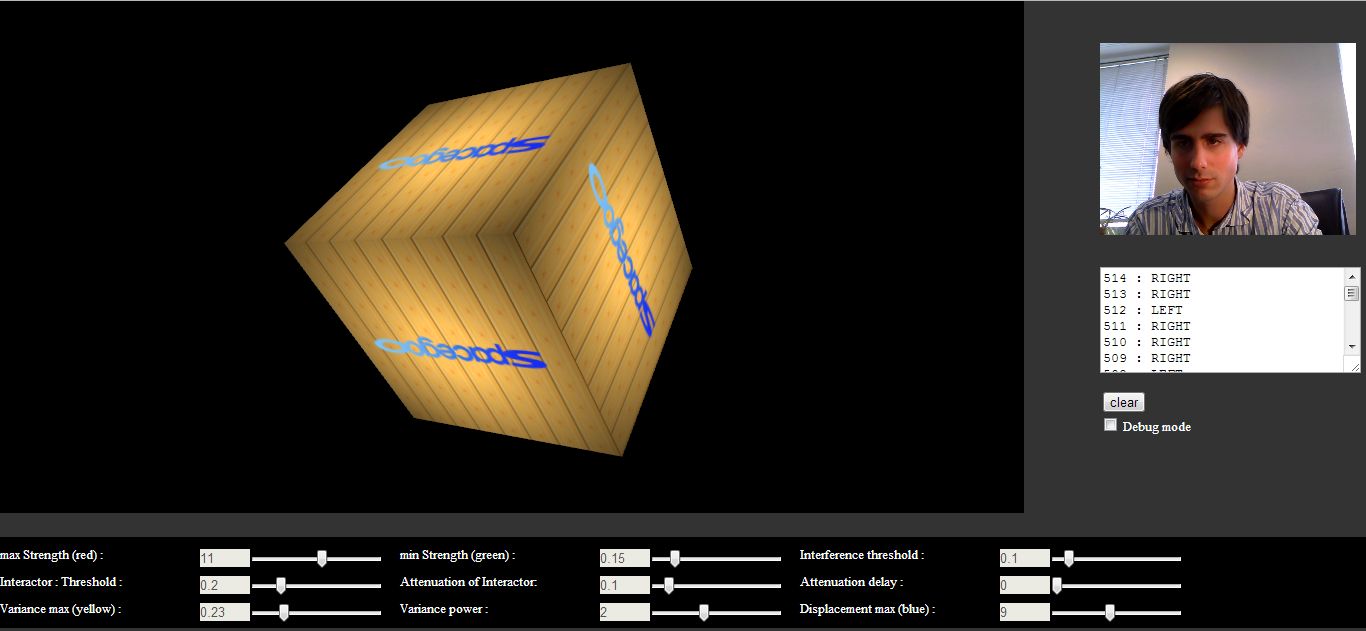 Spacegoo
Spacegoo
Spacegoo
514 : RIGHT
513 : RIGHT
512 : LEFT
511 : RIGHT
510 : RIGHT
509 : RIGHT
508 : LEFT
clear
Debug mode
max Strength (red) : 11
min Strength (green) : 0.15
Interference threshold : 0.1
Interactor : Threshold : 0.2
Attenuation of Interactor: 0.1
Attenuation delay : 0
Variance max (yellow) : 0.23
Variance power : 2
Displacement max (blue) : 9